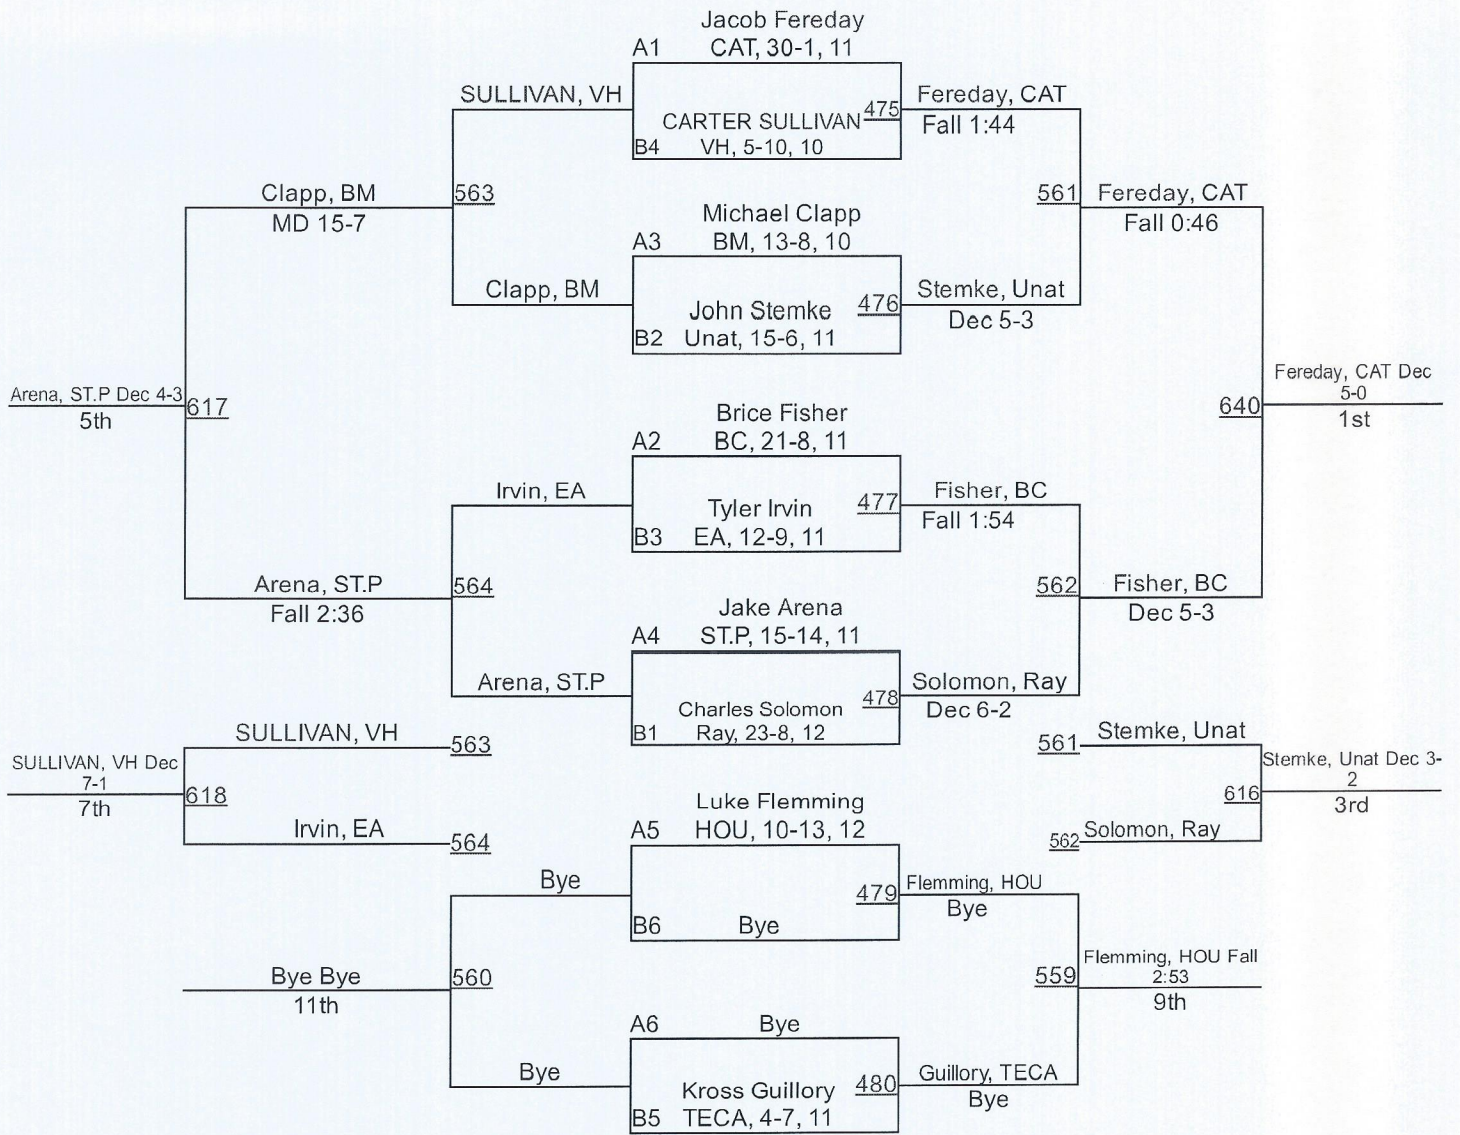 Jacob Fereday
A1 CAT, 30-1, 11
SULLIVAN, VH
475
Fereday, CAT
CARTER SULLIVAN
Fall 1:44
B4 VH, 5-10, 10
Clapp, BM
563
561
Fereday, CAT
MD 15-7
Fall 0:46
Michael Clapp
A3 BM, 13-8, 10
Clapp, BM
476
Stemke, Unat
John Stemke
Dec 5-3
B2 Unat, 15-6, 11
Arena, ST.P Dec 4-3
617
5th
Fereday, CAT Dec
5-0
640
1st
Brice Fisher
A2 BC, 21-8, 11
Irvin, EA
477
Fisher, BC
Tyler Irvin
Fall 1:54
B3 EA, 12-9, 11
Arena, ST.P
564
562
Fisher, BC
Fall 2:36
Dec 5-3
Jake Arena
A4 ST.P, 15-14, 11
Arena, ST.P
478
Solomon, Ray
Charles Solomon
Dec 6-2
B1 Ray, 23-8, 12
SULLIVAN, VH
563
561
Stemke, Unat
SULLIVAN, VH Dec
7-1
618
7th
Stemke, Unat Dec 3-
2
616
3rd
Irvin, EA
564
562
Solomon, Ray
Luke Flemming
A5 HOU, 10-13, 12
Bye
479
Flemming, HOU
Bye
B6 Bye
Bye Bye
560
11th
559
Flemming, HOU Fall
2:53
9th
A6 Bye
Bye
480
Guillory, TECA
Kross Guillory
Bye
B5 TECA, 4-7, 11